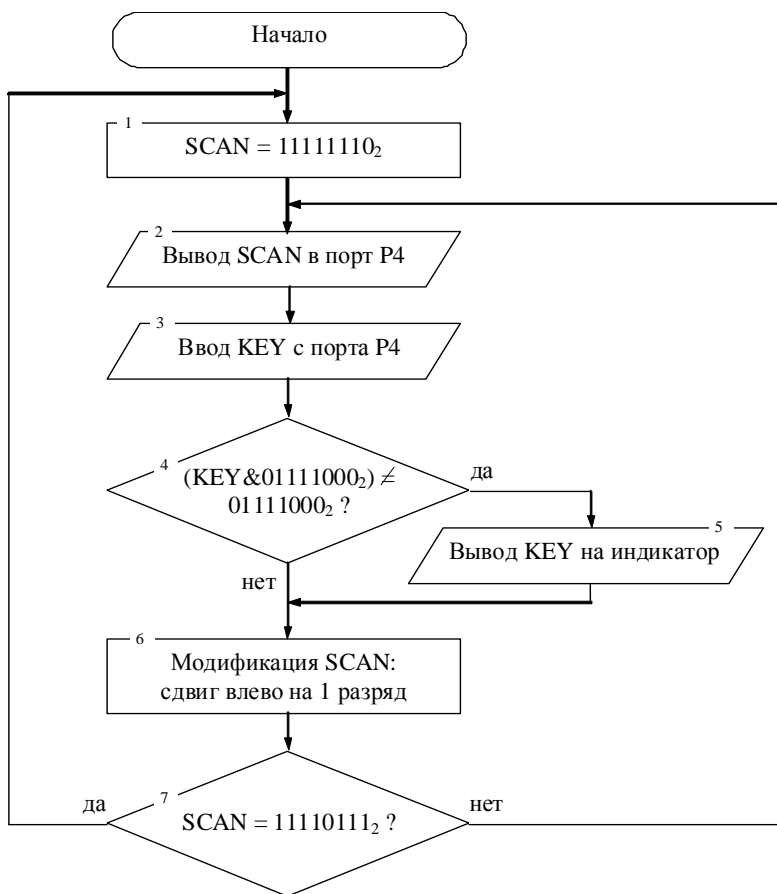 Начало
1
SCAN = 11111110₂
2
Вывод SCAN в порт P4
3
Ввод KEY с порта P4
4
(KEY&01111000₂) ≠
01111000₂ ?
да
5
Вывод KEY на индикатор
нет
6
Модификация SCAN:
сдвиг влево на 1 разряд
да
7
SCAN = 11110111₂ ?
нет